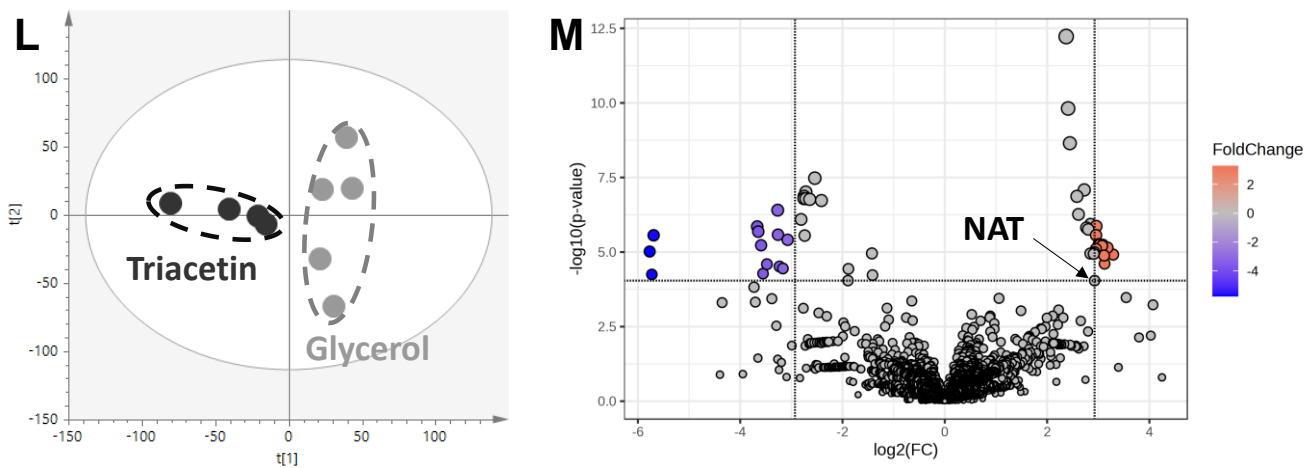 L
t[2]
100
50
0
-50
-100
-150
-150
-100
-50
0
50
100
t[1]
Triacetin
Glycerol
M
-log10(p-value)
12.5
10.0
7.5
5.0
2.5
0.0
-6
-4
-2
0
2
4
log2(FC)
NAT
FoldChange
2
0
-2
-4